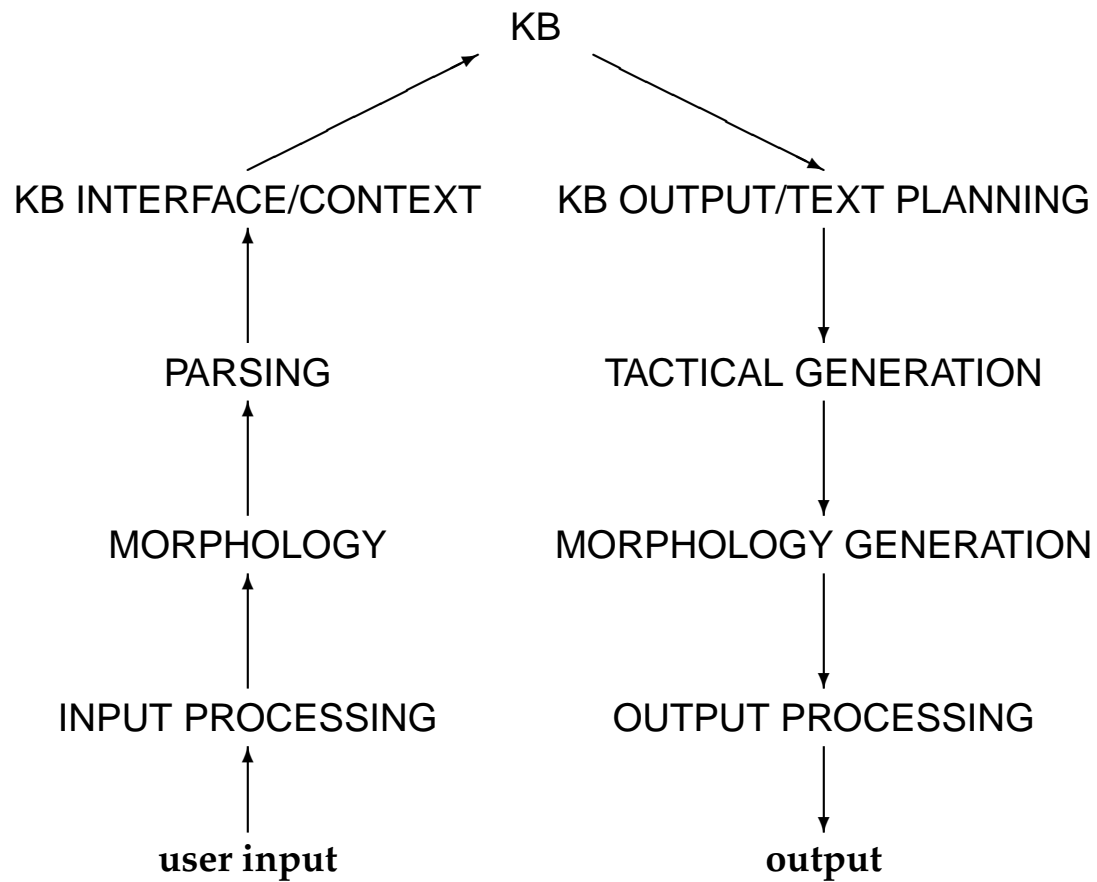 KB
KB INTERFACE/CONTEXT
KB OUTPUT/TEXT PLANNING
PARSING
TACTICAL GENERATION
MORPHOLOGY
MORPHOLOGY GENERATION
INPUT PROCESSING
OUTPUT PROCESSING
user input
output